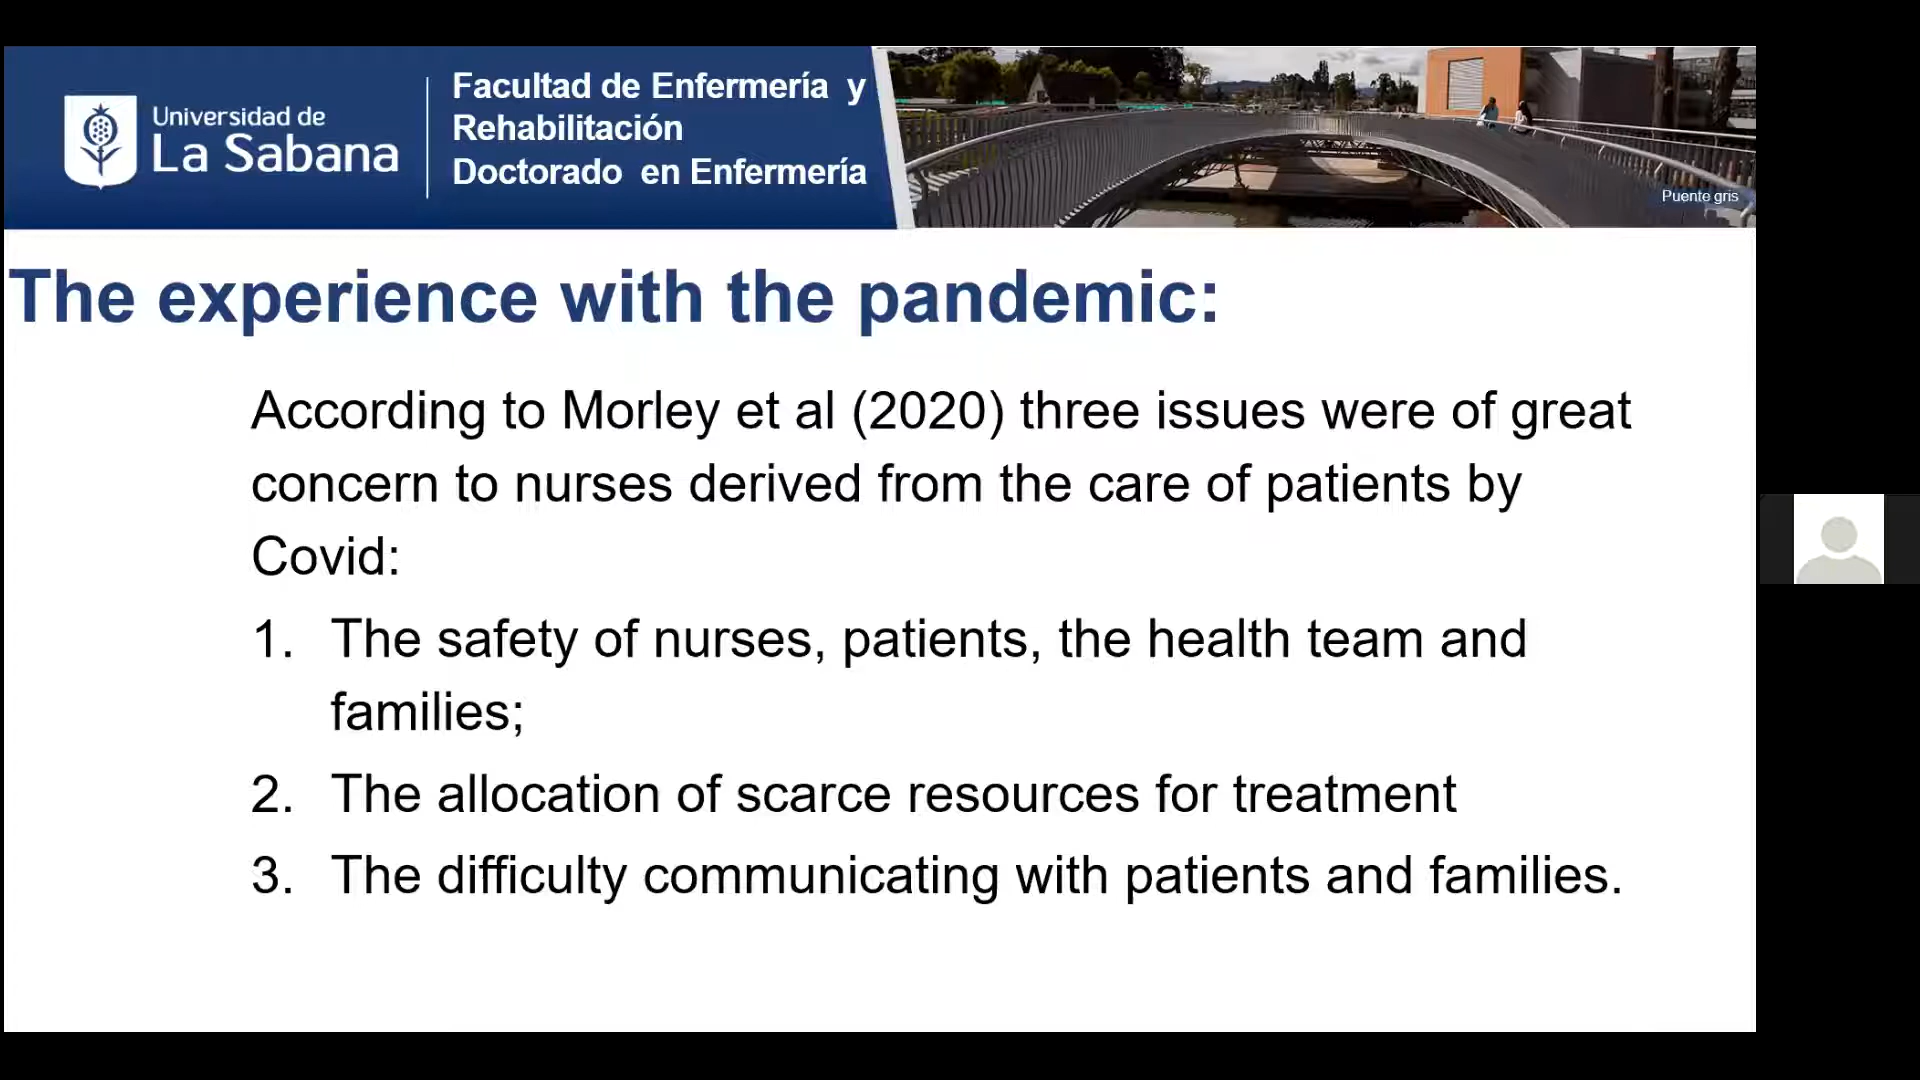 Universidad de
La Sabana
Facultad de Enfermería y
Rehabilitación
Doctorado en Enfermería
Puente gris
The experience with the pandemic:
According to Morley et al (2020) three issues were of great
concern to nurses derived from the care of patients by
Covid:
1. The safety of nurses, patients, the health team and
families;
2. The allocation of scarce resources for treatment
3. The difficulty communicating with patients and families.